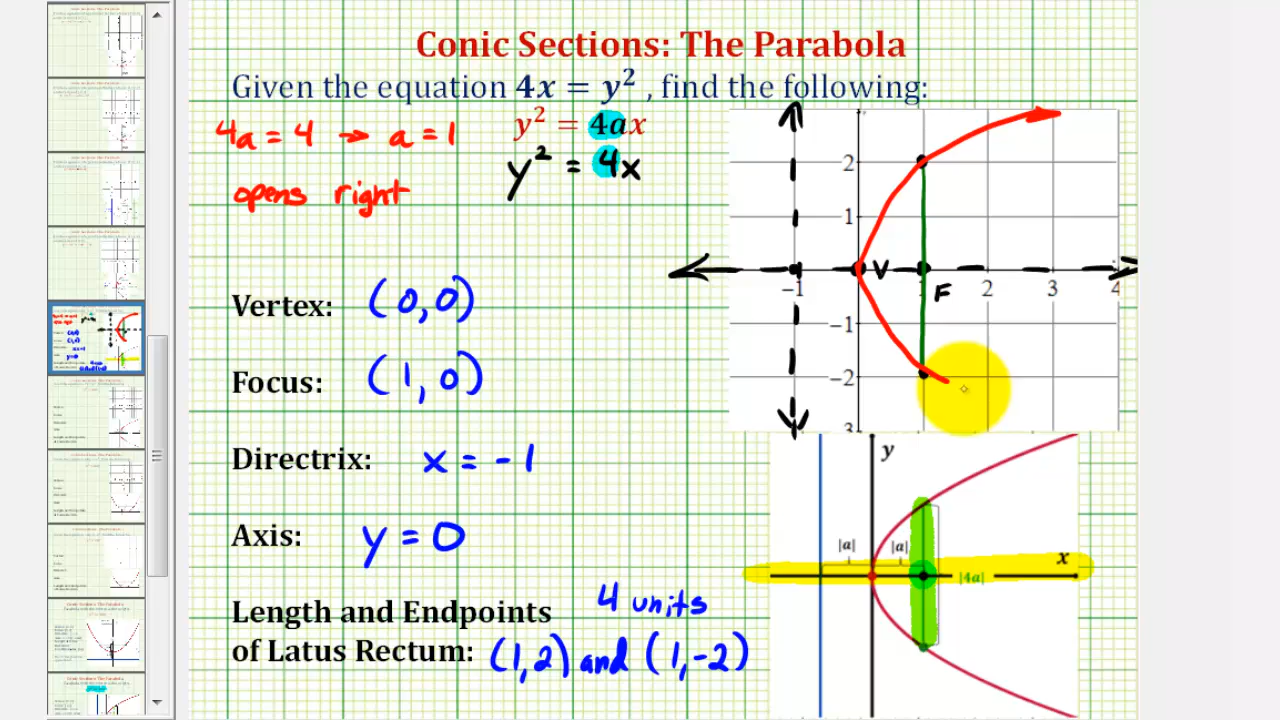 Conic Sections: The Parabola
Given the equation 4x = y², find the following:
4a = 4 → a = 1
y² = 4ax
y² = 4x
opens right
Vertex: (0,0)
Focus: (1,0)
Directrix: x = -1
Axis: y = 0
Length and Endpoints 4 units
of Latus Rectum: (1,2) and (1,-2)
2
1
V
F
−1 2 3 4
−1
−2
3
y
|a| |a| x
|4a|